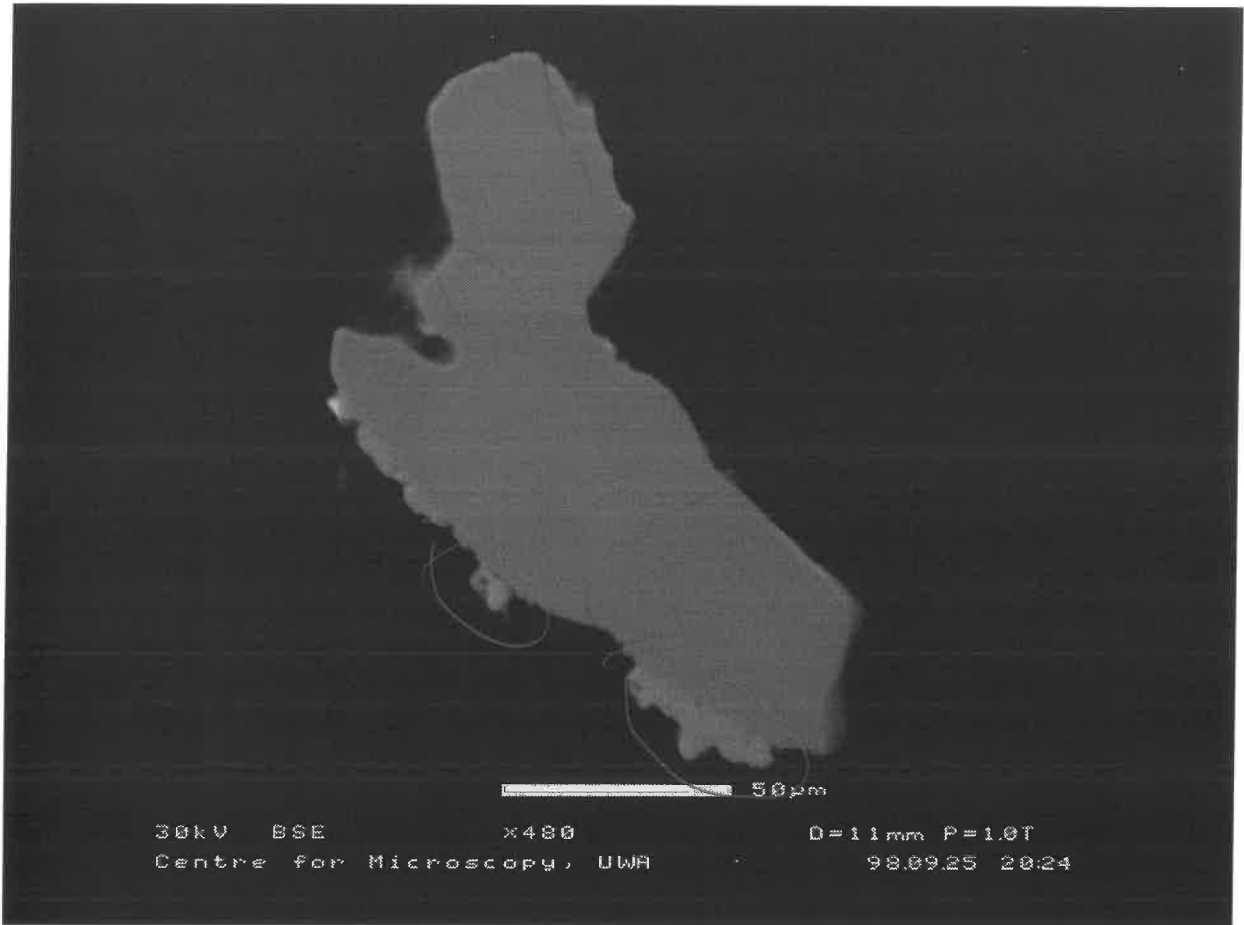 50µm
30kV BSE ×480 D=11mm P=1.0T
Centre for Microscopy, UWA 98.09.25 20:24